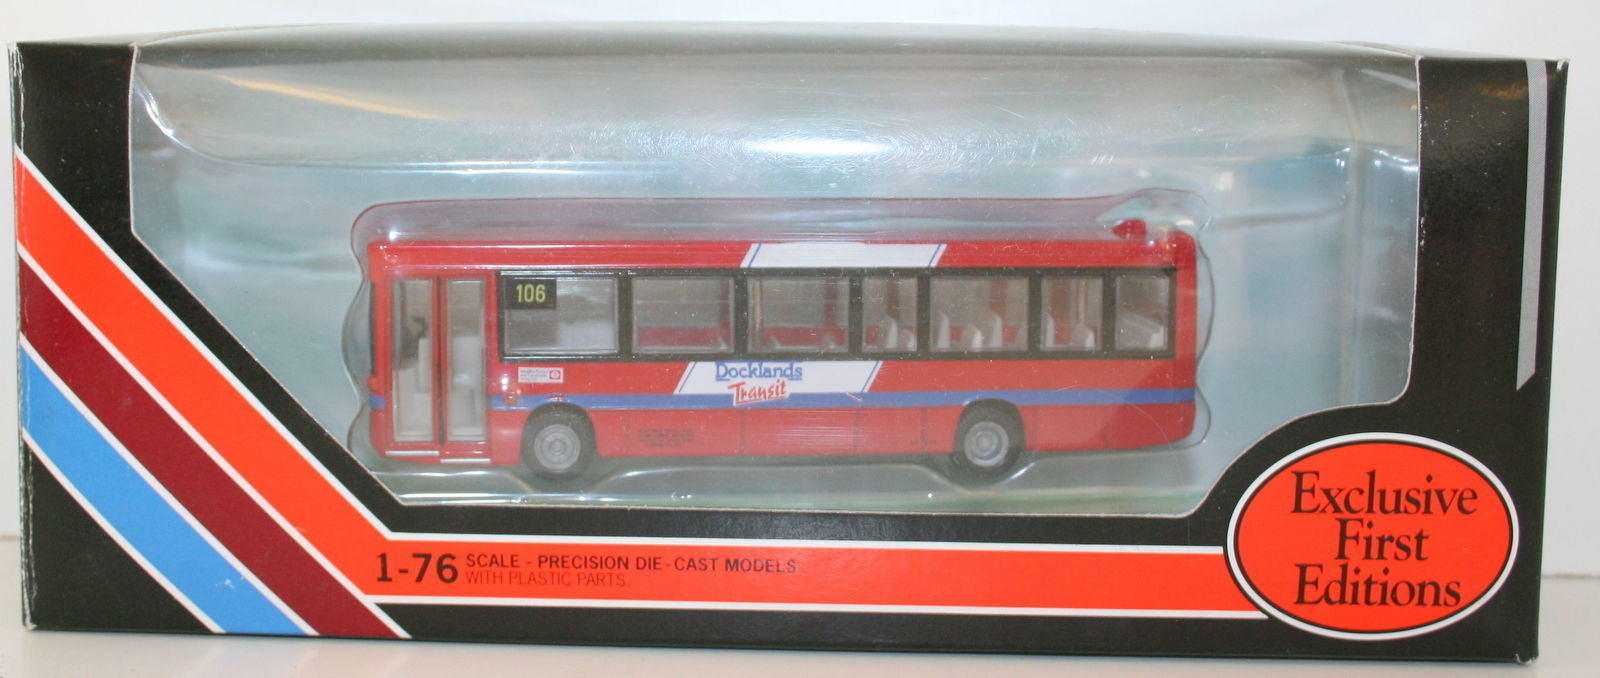 106
Docklands
Transit
1-76 SCALE - PRECISION DIE-CAST MODELS
WITH PLASTIC PARTS.
Exclusive
First
Editions